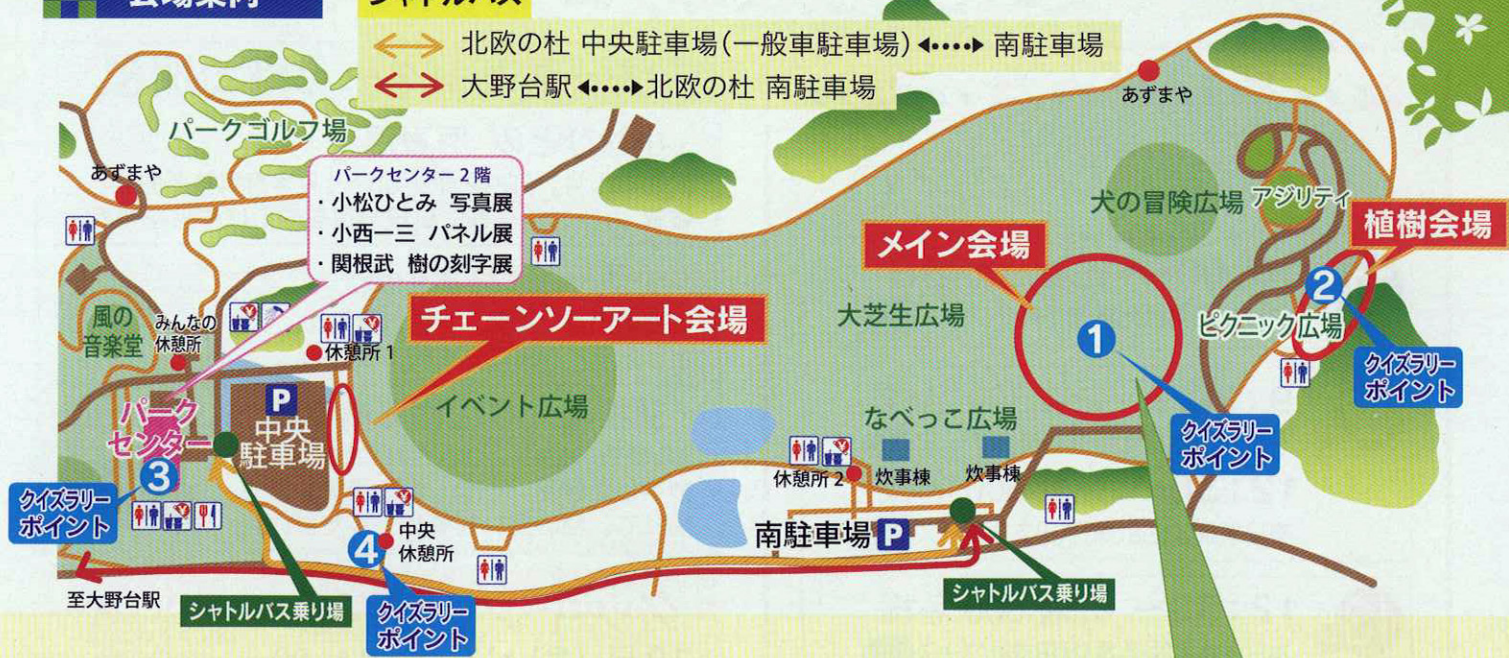 会場案内
シャトルバス
北欧の杜 中央駐車場(一般車駐車場) 南駐車場
大野台駅 北欧の杜 南駐車場
あずまや
パークゴルフ場
あずまや
パークセンター2階
・小松ひとみ 写真展
・小西一三 パネル展
・関根武 樹の刻字展
犬の冒険広場
アジリティ
植樹会場
メイン会場
チェーンソーアート会場
大芝生広場
2
ピクニック広場
1
風の
音楽堂
みんなの
休憩所
休憩所1
クイズラリー
ポイント
イベント広場
なべっこ広場
クイズラリー
ポイント
パーク
センター
P
中央
駐車場
休憩所2
炊事棟
炊事棟
3
クイズラリー
ポイント
4
中央
休憩所
南駐車場 P
至大野台駅
シャトルバス乗り場
クイズラリー
ポイント
シャトルバス乗り場